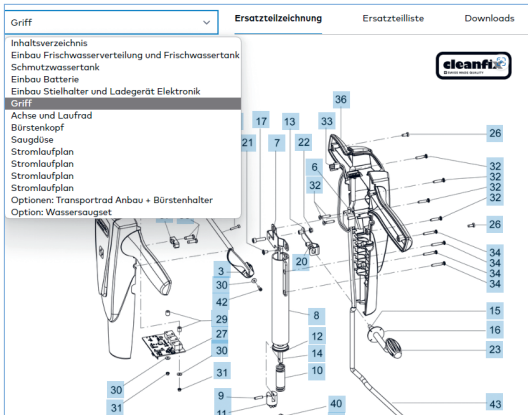 Griff
Ersatzteilzeichnung
Ersatzteilliste
Downloads
Inhaltsverzeichnis
Einbau Frischwasserverteilung und Frischwassertank
Schmutzwassertank
Einbau Batterie
Einbau Stielhalter und Ladegerät Elektronik
Griff
Achse und Laufrad
Bürstenkopf
Saugdüse
Stromlaufplan
Stromlaufplan
Stromlaufplan
Stromlaufplan
Optionen: Transportrad Anbau + Bürstenhalter
Option: Wassersaugset
cleanfix
SWISS MADE QUALITY
36
17
13
33
26
21
7
22
6
32
32
32
32
32
26
20
34
34
34
34
3
30
42
29
27
8
15
16
12
23
14
10
30
30
31
31
9
11
40
43